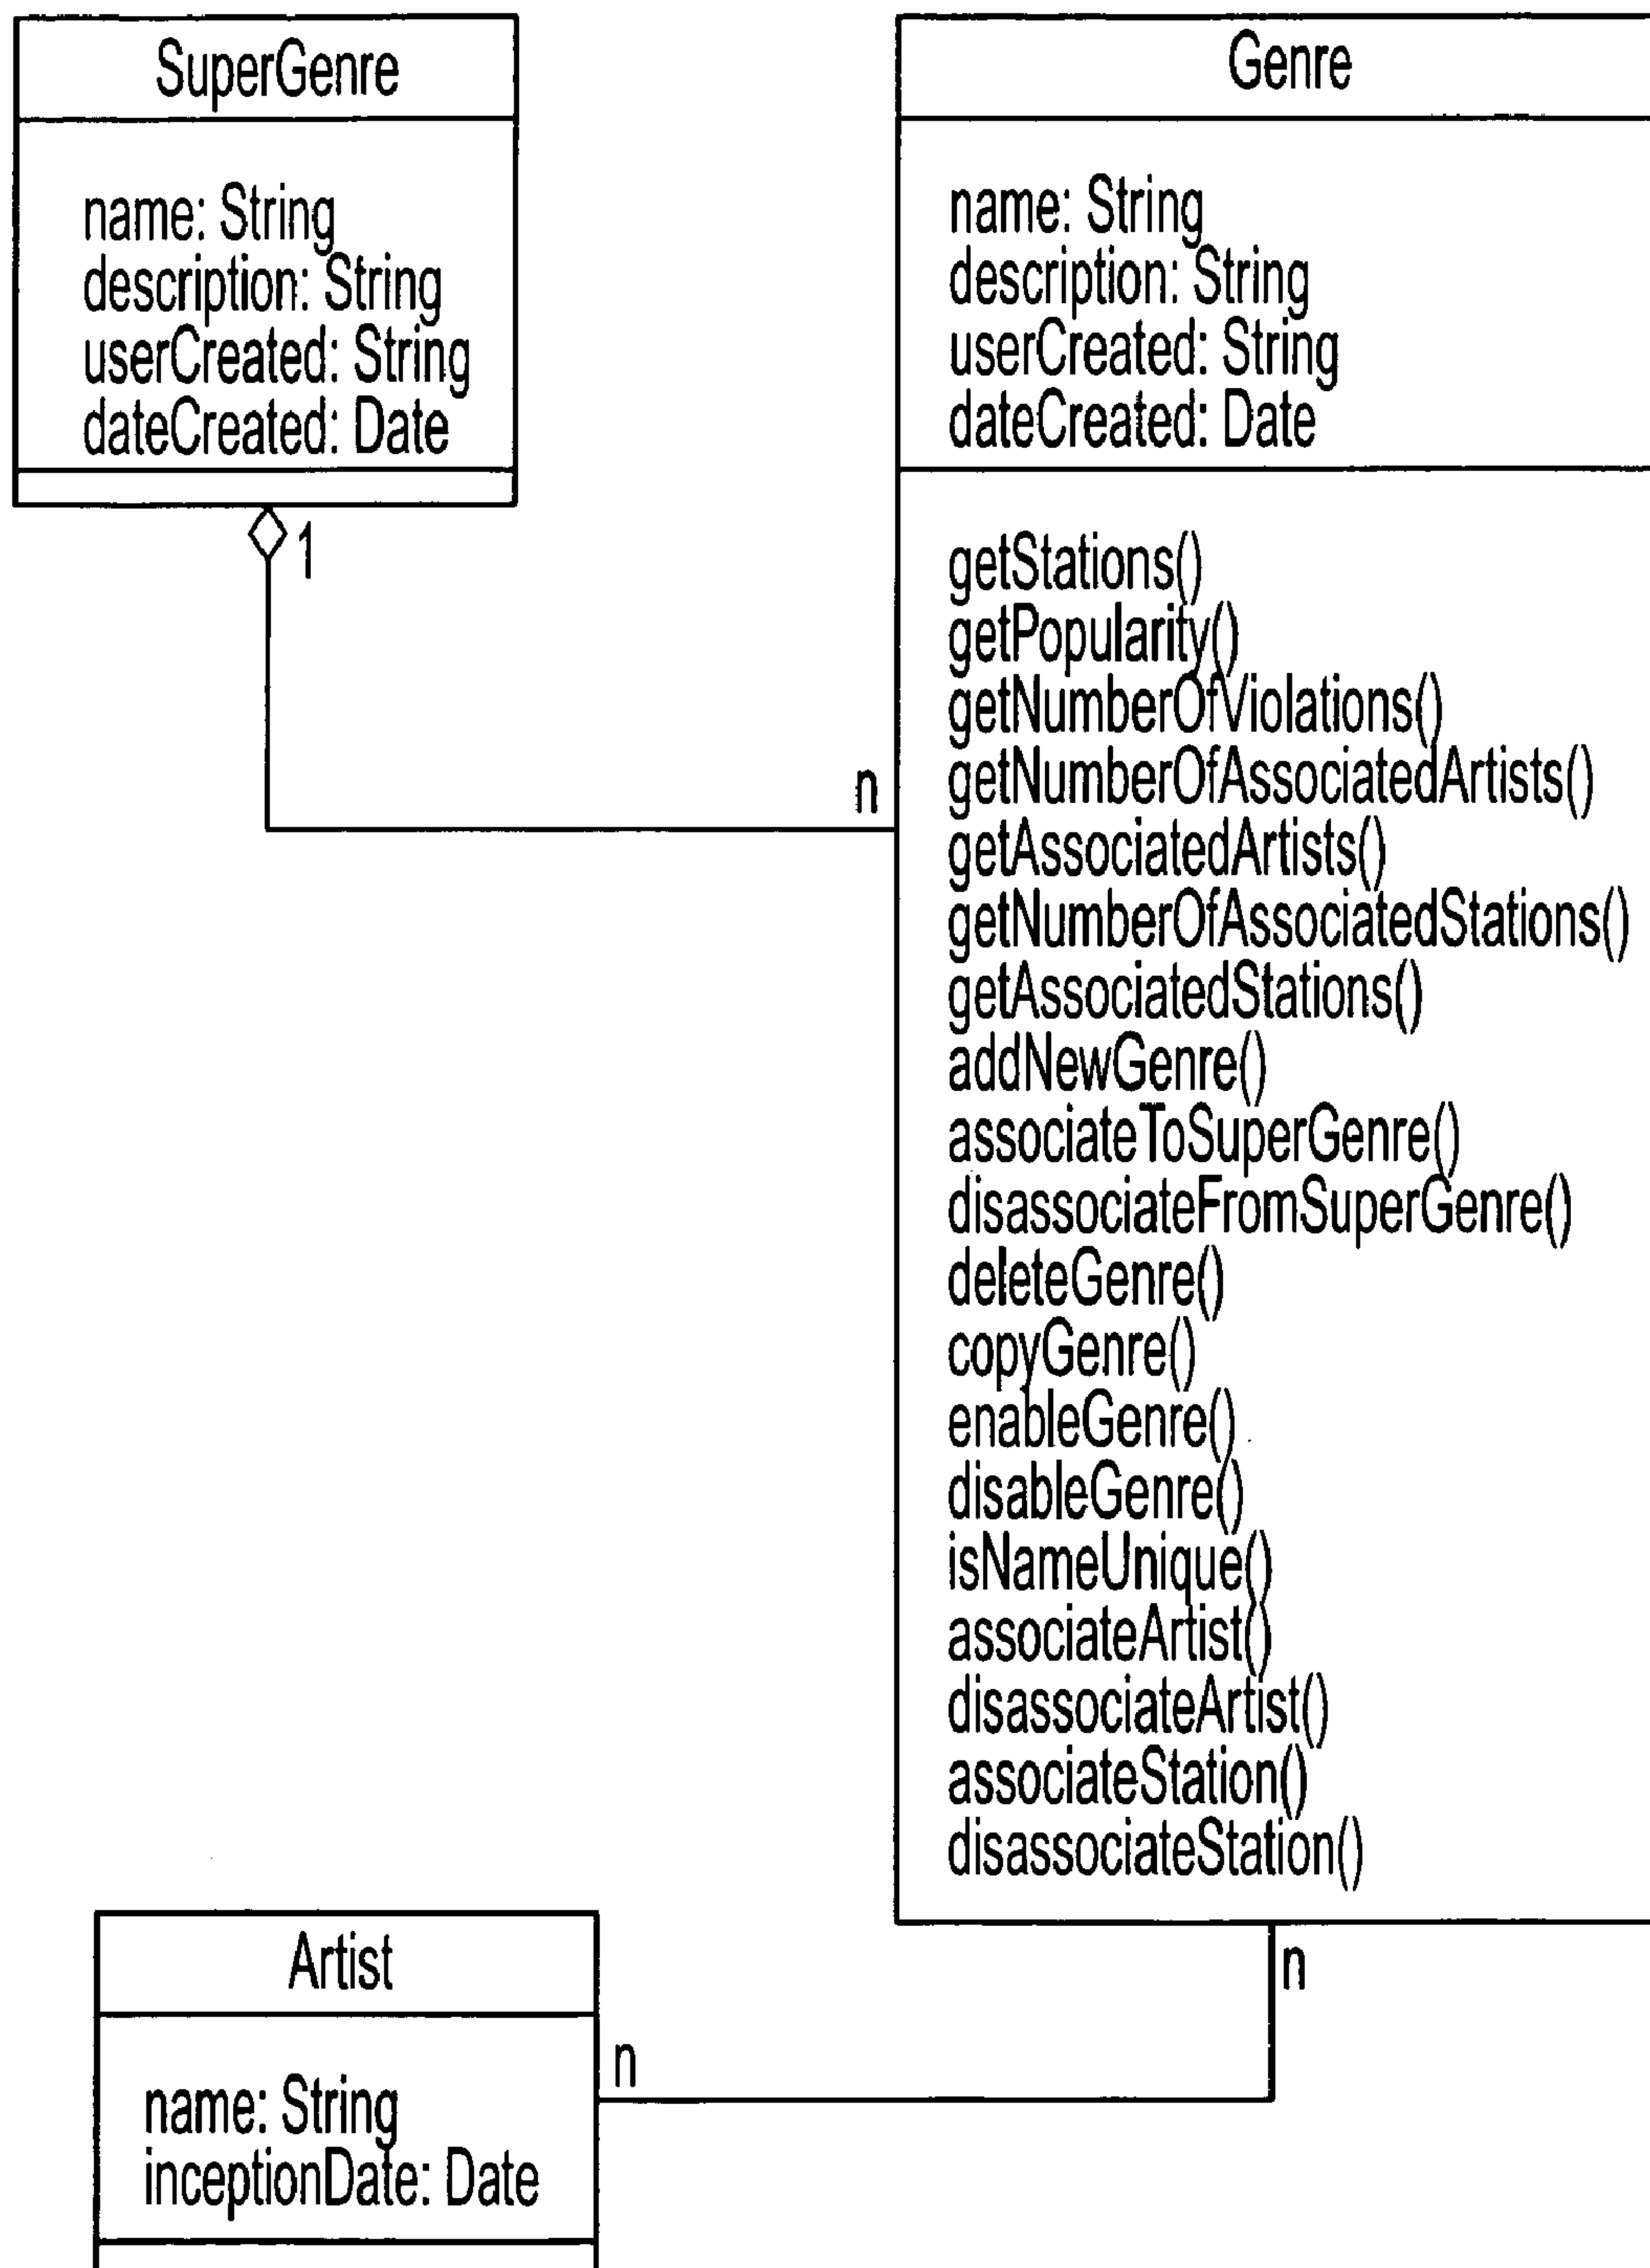 SuperGenre
name: String
description: String
userCreated: String
dateCreated: Date
1
n
Genre
name: String
description: String
userCreated: String
dateCreated: Date
getStations()
getPopularity()
getNumberOfViolations()
getNumberOfAssociatedArtists()
getAssociatedArtists()
getNumberOfAssociatedStations()
getAssociatedStations()
addNewGenre()
associateToSuperGenre()
disassociateFromSuperGenre()
deleteGenre()
copyGenre()
enableGenre()
disableGenre()
isNameUnique()
associateArtist()
disassociateArtist()
associateStation()
disassociateStation()
n
n
Artist
name: String
inceptionDate: Date